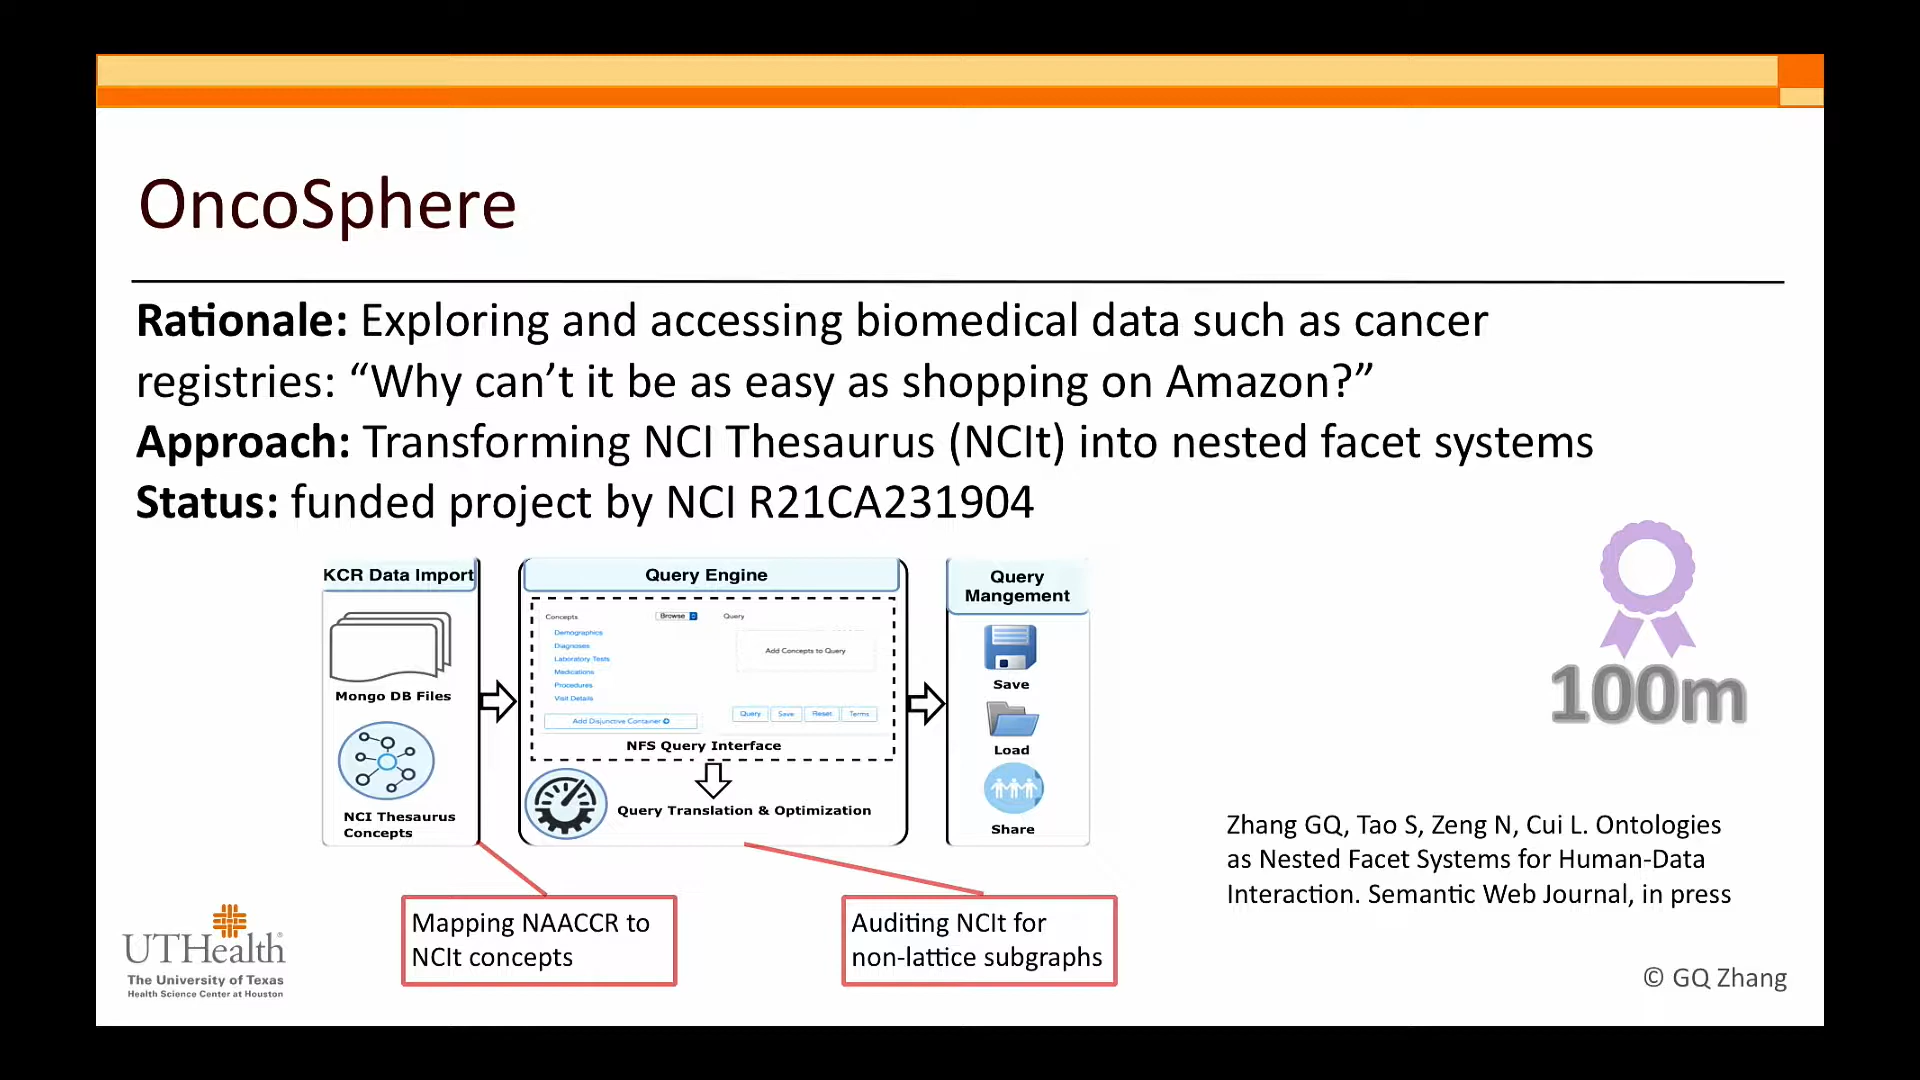 OncoSphere
Rationale: Exploring and accessing biomedical data such as cancer
registries: “Why can’t it be as easy as shopping on Amazon?”
Approach: Transforming NCI Thesaurus (NCIt) into nested facet systems
Status: funded project by NCI R21CA231904
KCR Data Import
Mongo DB Files
NCI Thesaurus
Concepts
Query Engine
Concepts
Browse
Query
Demographics
Diagnoses
Laboratory Tests
Medications
Procedures
Visit Details
Add Concepts to Query
Add Disjunctive Container
Query
Save
Reset
Terms
NFS Query Interface
Query Translation & Optimization
Query
Mangement
Save
Load
Share
100m
Mapping NAACCR to
NCIt concepts
Auditing NCIt for
non-lattice subgraphs
Zhang GQ, Tao S, Zeng N, Cui L. Ontologies
as Nested Facet Systems for Human-Data
Interaction. Semantic Web Journal, in press
UTHealth®
The University of Texas
Health Science Center at Houston
© GQ Zhang